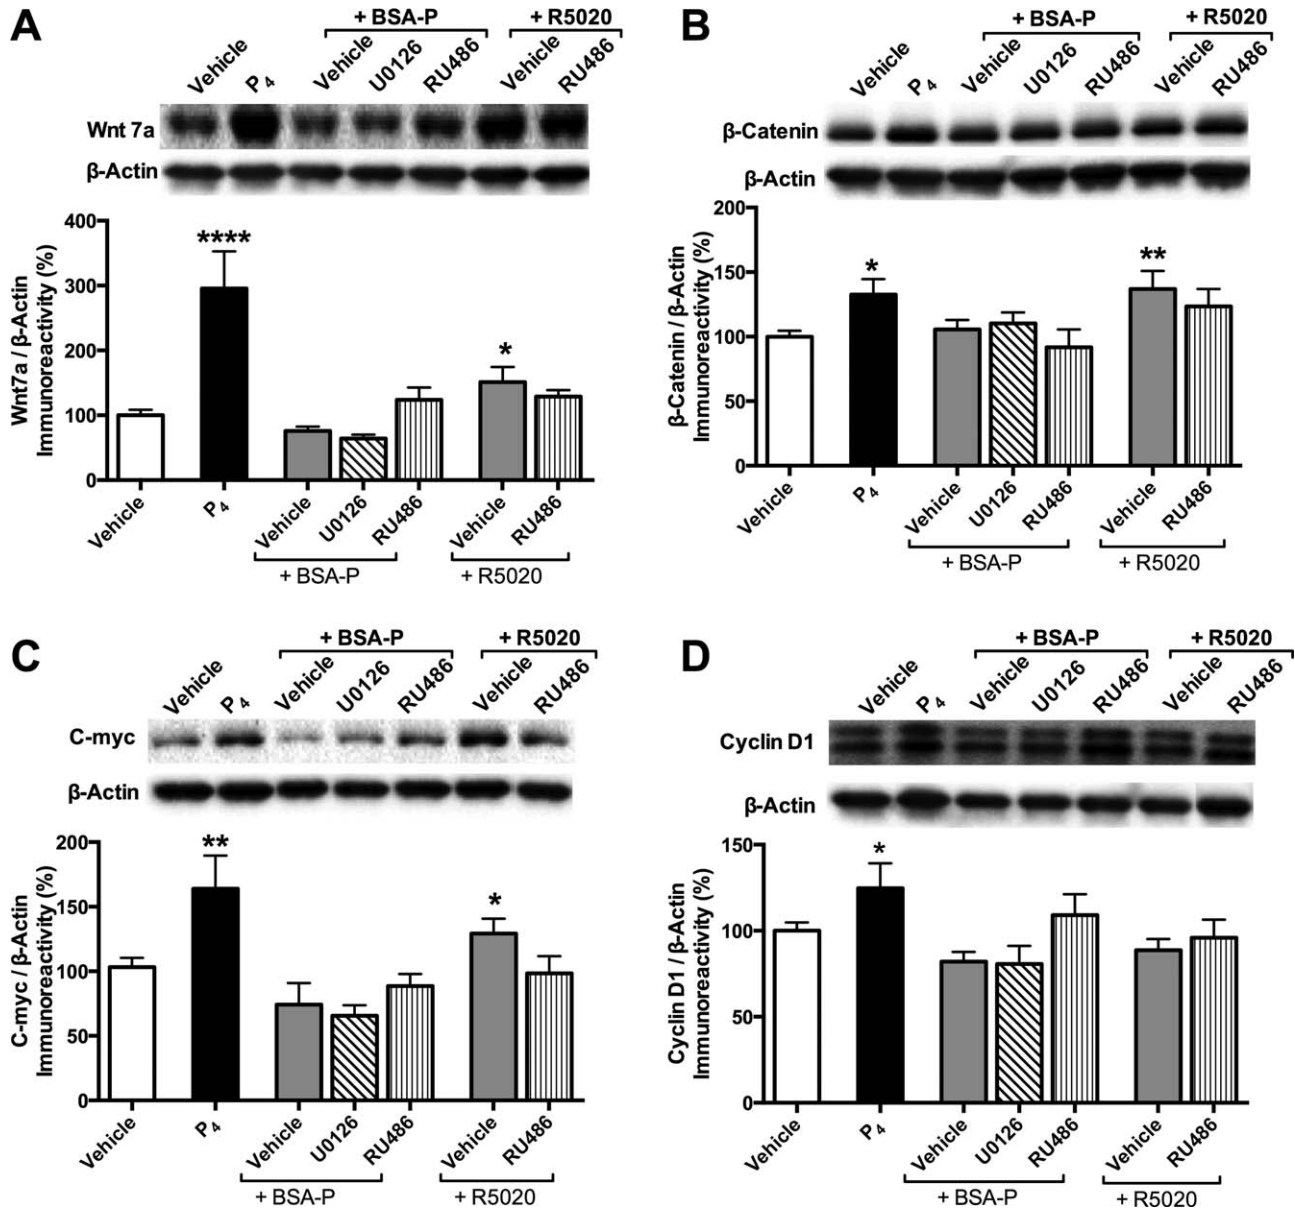 A
+ BSA-P
+ R5020
Vehicle
P4
Vehicle
U0126
RU486
Vehicle
RU486
Wnt 7a
β-Actin
Wnt7a / β-Actin
Immunoreactivity (%)
400
300
200
100
0
****
*
Vehicle
P4
Vehicle
U0126
RU486
Vehicle
RU486
+ BSA-P
+ R5020
B
+ BSA-P
+ R5020
Vehicle
P4
Vehicle
U0126
RU486
Vehicle
RU486
β-Catenin
β-Actin
β-Catenin / β-Actin
Immunoreactivity (%)
200
150
100
50
0
*
**
Vehicle
P4
Vehicle
U0126
RU486
Vehicle
RU486
+ BSA-P
+ R5020
C
+ BSA-P
+ R5020
Vehicle
P4
Vehicle
U0126
RU486
Vehicle
RU486
C-myc
β-Actin
C-myc / β-Actin
Immunoreactivity (%)
200
150
100
50
0
**
*
Vehicle
P4
Vehicle
U0126
RU486
Vehicle
RU486
+ BSA-P
+ R5020
D
+ BSA-P
+ R5020
Vehicle
P4
Vehicle
U0126
RU486
Vehicle
RU486
Cyclin D1
β-Actin
Cyclin D1 / β-Actin
Immunoreactivity (%)
150
100
50
0
*
Vehicle
P4
Vehicle
U0126
RU486
Vehicle
RU486
+ BSA-P
+ R5020